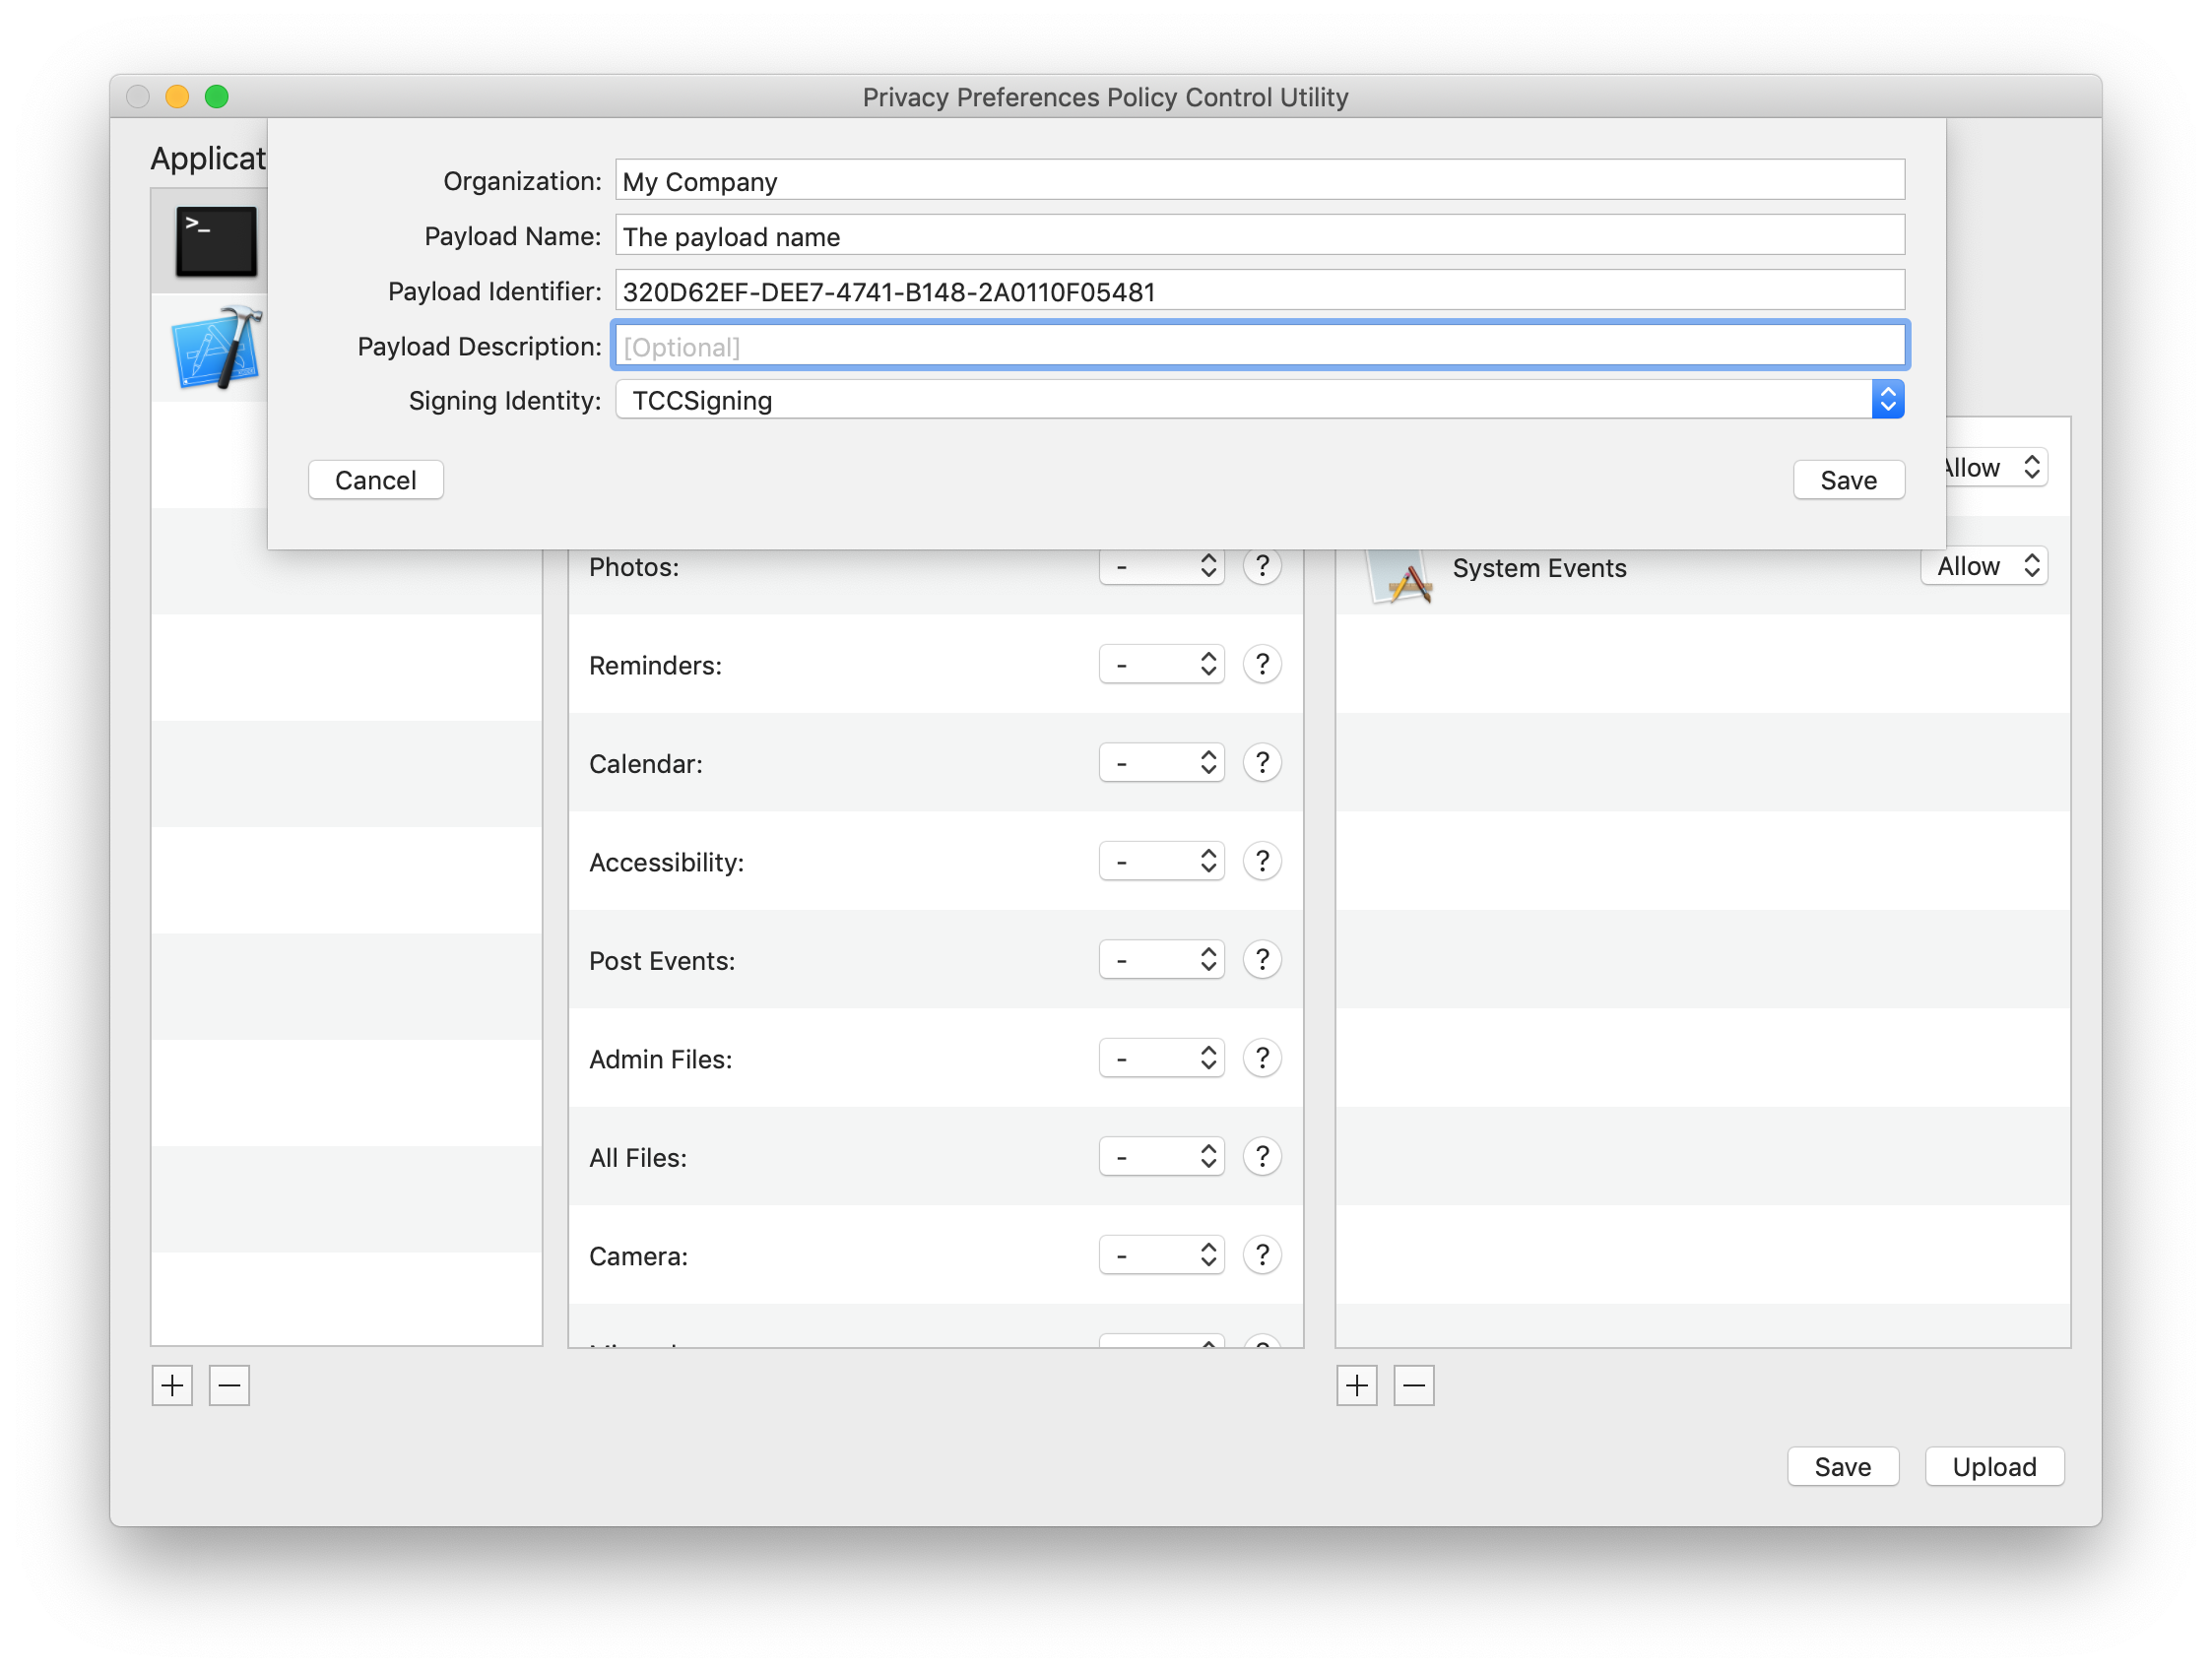 Privacy Preferences Policy Control Utility
Applicat
Organization: My Company
Payload Name: The payload name
Payload Identifier: 320D62EF-DEE7-4741-B148-2A0110F05481
Payload Description: [Optional]
Signing Identity: TCCSigning
Cancel Save
Allow
Photos: - ? System Events Allow
Reminders: - ?
Calendar: - ?
Accessibility: - ?
Post Events: - ?
Admin Files: - ?
All Files: - ?
Camera: - ?
Save Upload